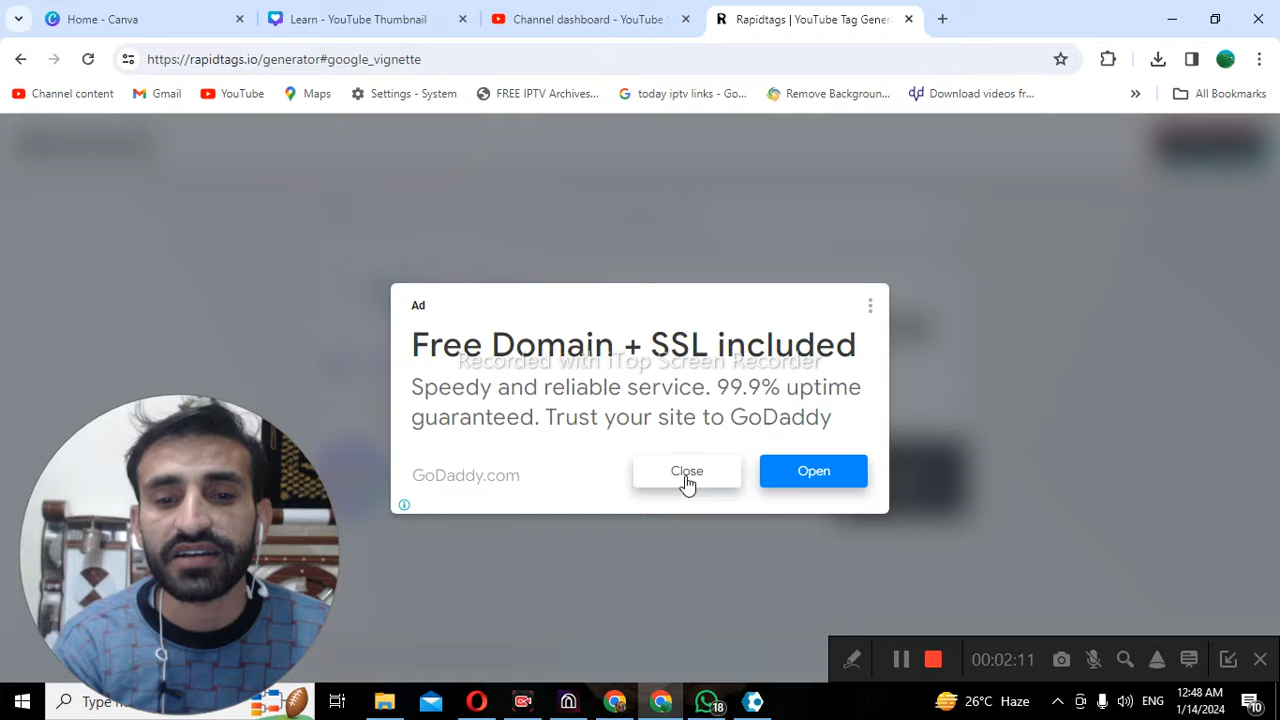 Home - Canva
Learn - YouTube Thumbnail
Channel dashboard - YouTube
Rapidtags | YouTube Tag Gener
https://rapidtags.io/generator#google_vignette
Channel content
Gmail
YouTube
Maps
Settings - System
FREE IPTV Archives...
today iptv links - Go...
Remove Backgroun...
Download videos fr...
All Bookmarks
Ad
Free Domain + SSL included
Recorded with iTop Screen Recorder
Speedy and reliable service. 99.9% uptime
guaranteed. Trust your site to GoDaddy
GoDaddy.com
Close
Open
00:02:11
Type
18
26°C Haze
ENG
12:48 AM
1/14/2024
10